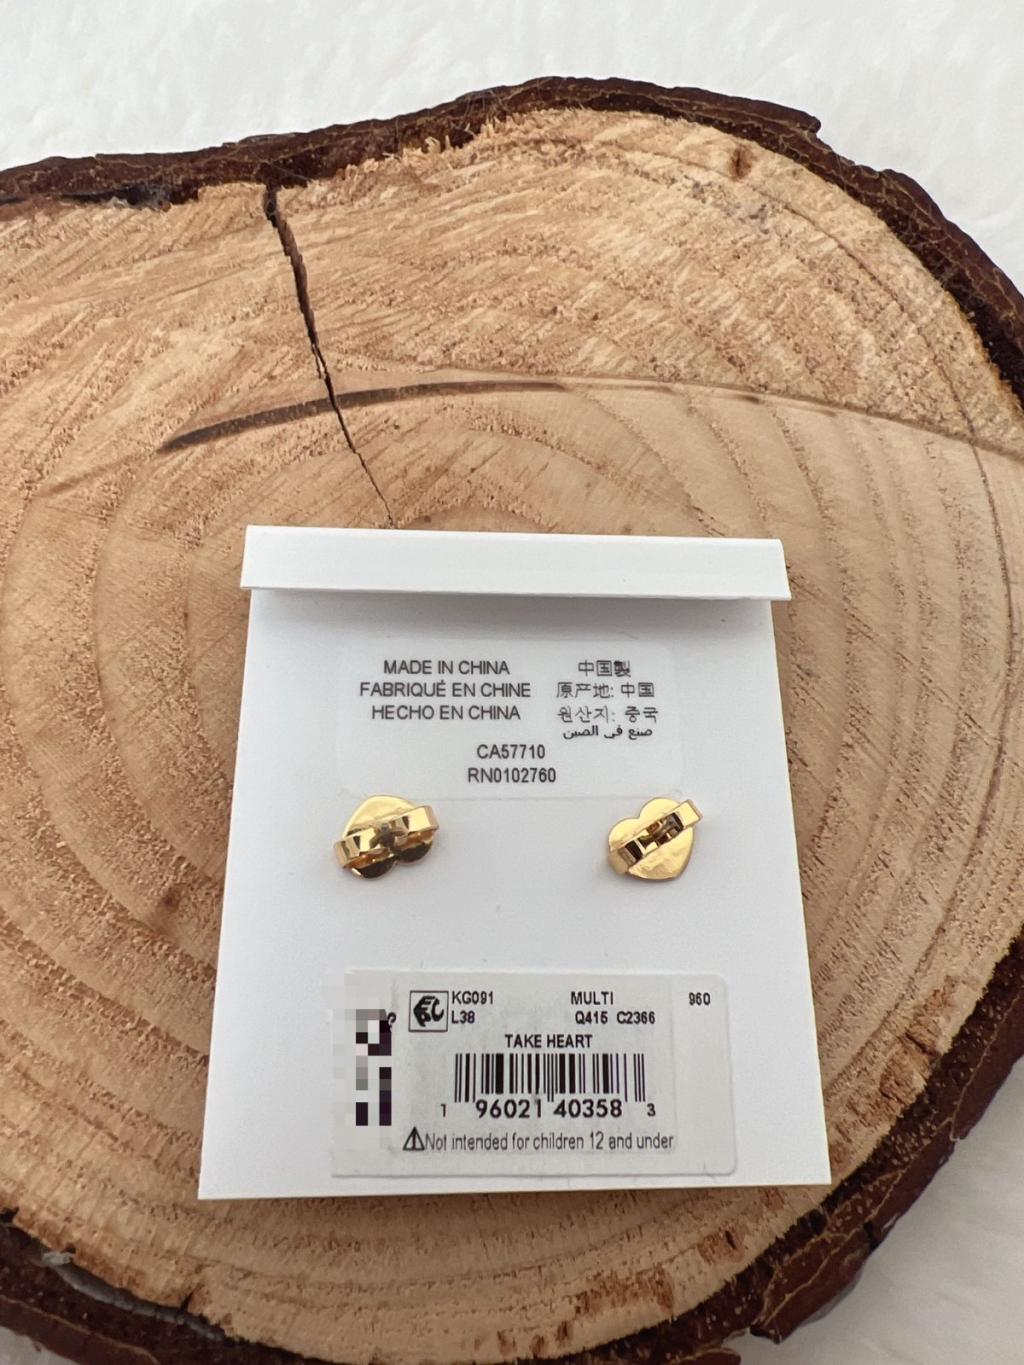 MADE IN CHINA
FABRIQUÉ EN CHINE
HECHO EN CHINA
中国製
原产地: 中国
원산지: 중국
صنع في الصين
CA57710
RN0102760
KG091 MULTI 960
L38 Q415 C2366
TAKE HEART
1 96021 40358 3
⚠Not intended for children 12 and under